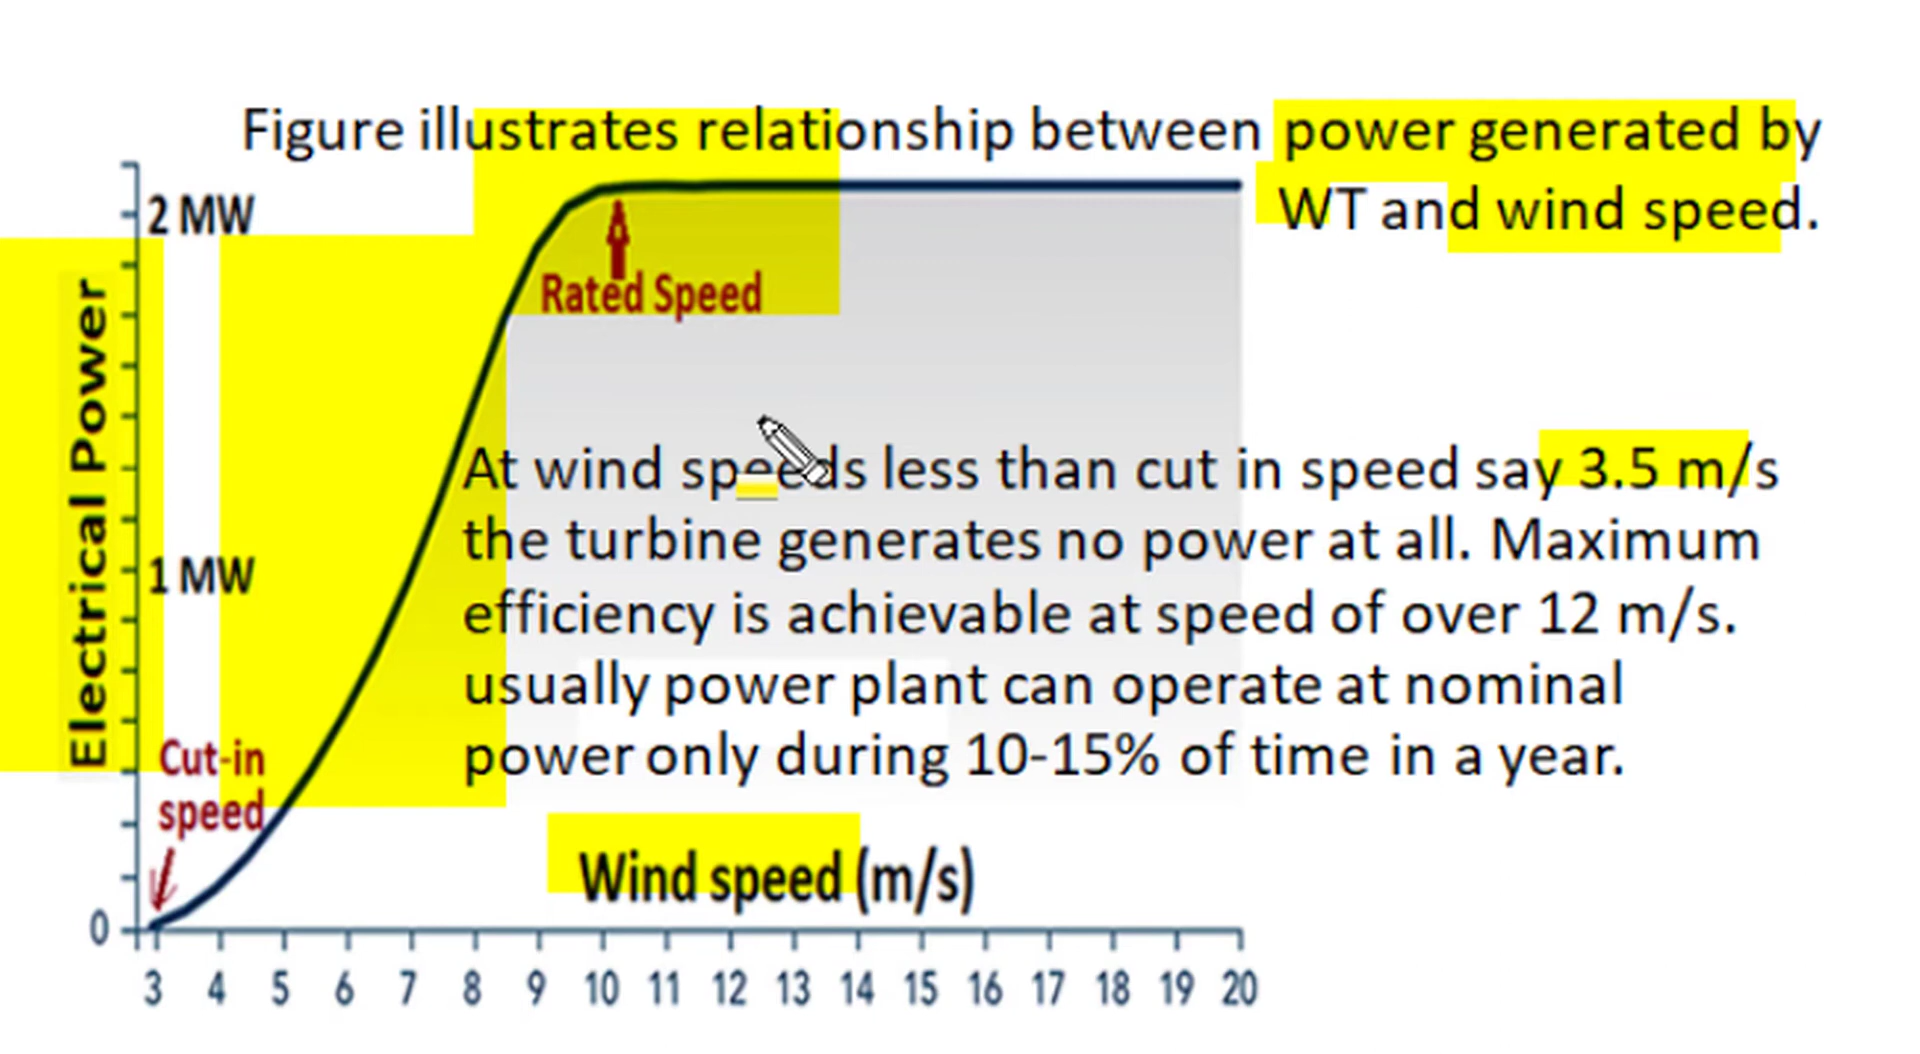 Figure illustrates relationship between power generated by
WT and wind speed.
2 MW
Rated Speed
Electrical Power
At wind speeds less than cut in speed say 3.5 m/s
the turbine generates no power at all. Maximum
1 MW
efficiency is achievable at speed of over 12 m/s.
usually power plant can operate at nominal
power only during 10-15% of time in a year.
Cut-in
speed
Wind speed (m/s)
0
3 4 5 6 7 8 9 10 11 12 13 14 15 16 17 18 19 20